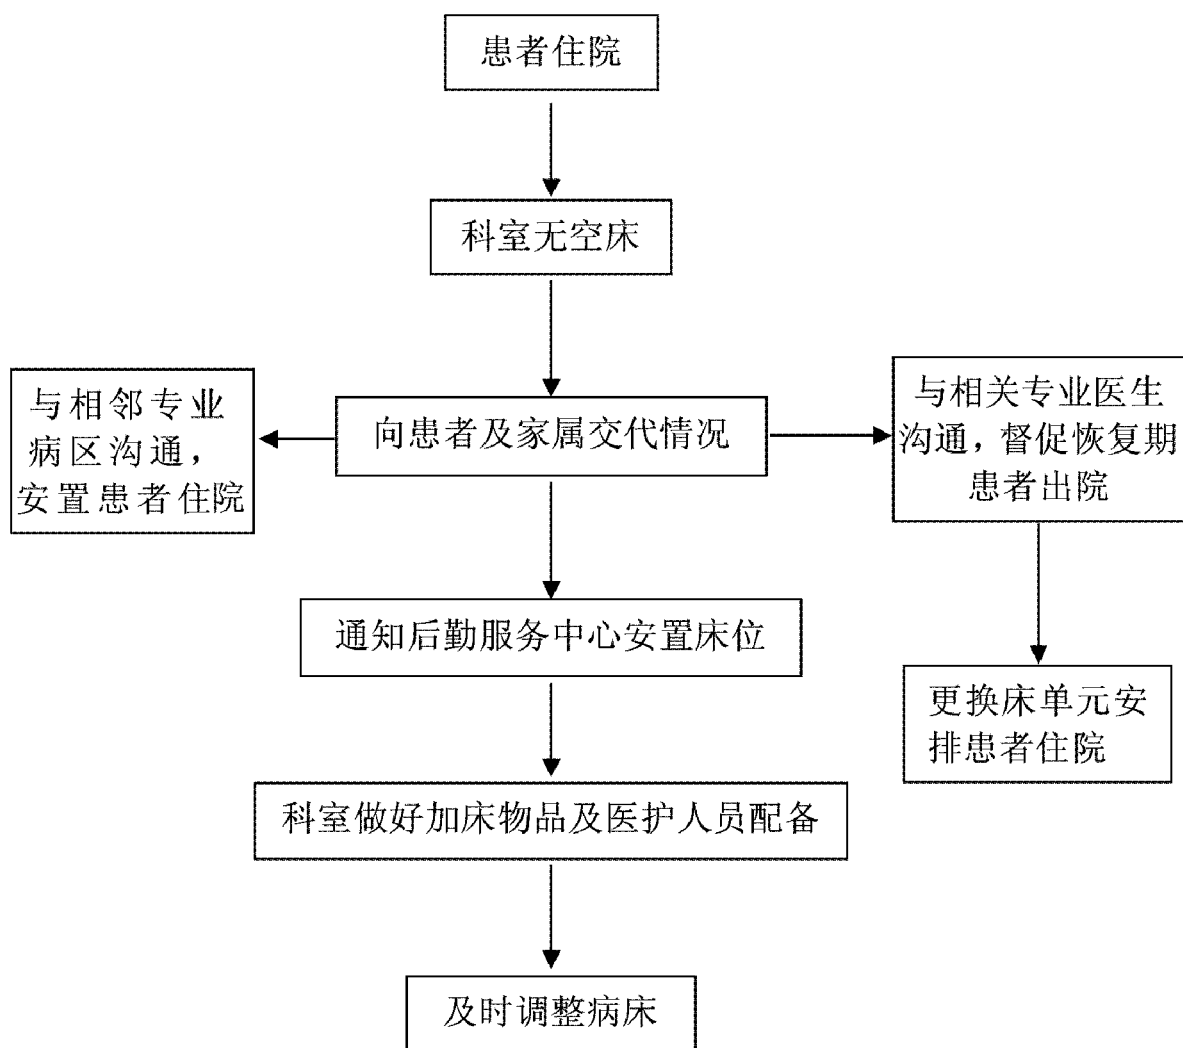 患者住院
科室无空床
与相邻专业
病区沟通，
安置患者住院
向患者及家属交代情况
与相关专业医生
沟通，督促恢复期
患者出院
通知后勤服务中心安置床位
更换床单元安
排患者住院
科室做好加床物品及医护人员配备
及时调整病床